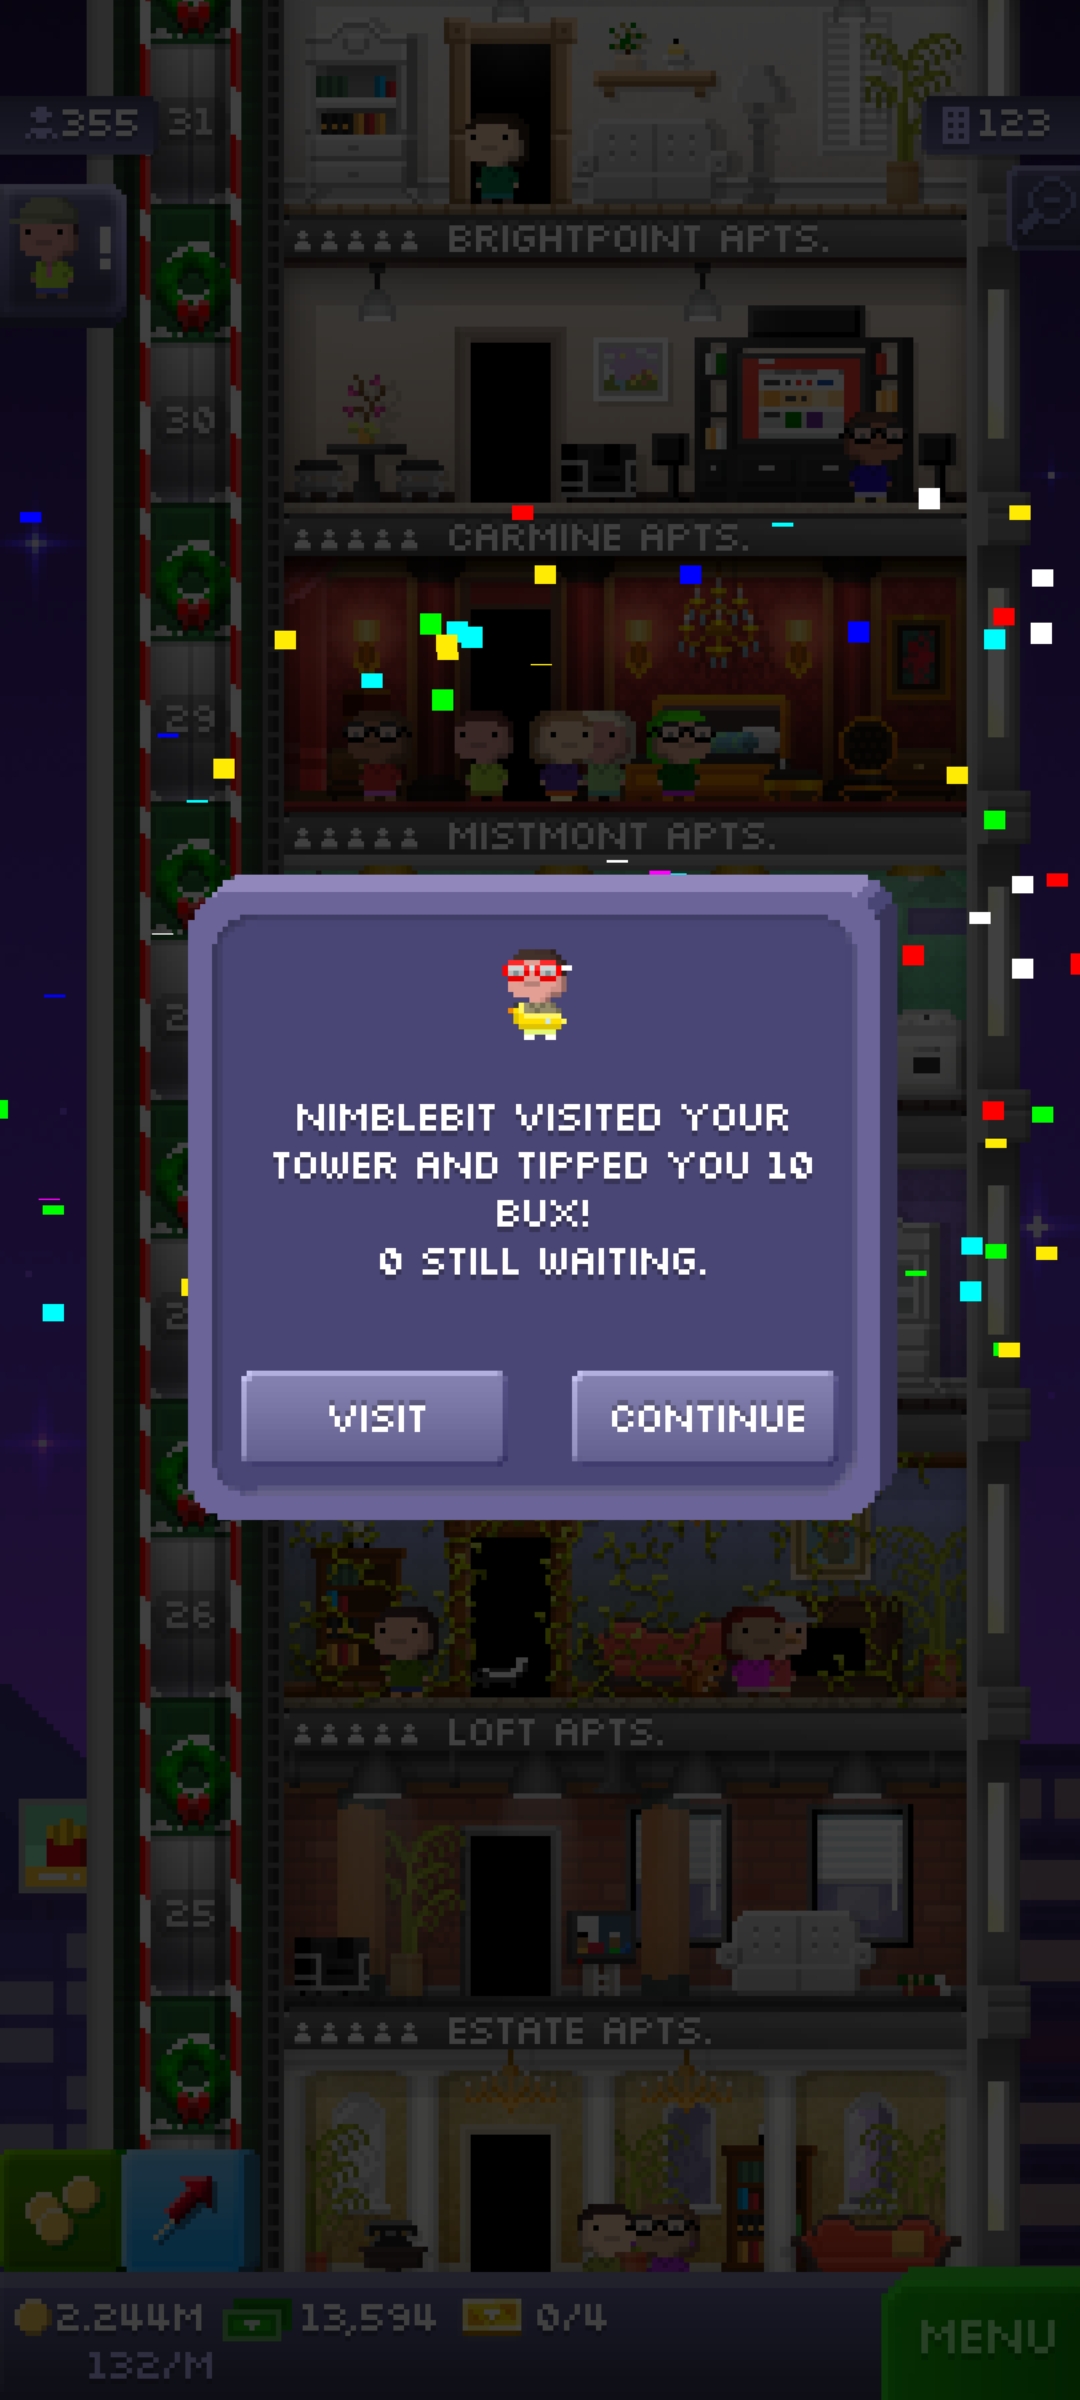 355
31
123
BRIGHTPOINT APTS.
30
CARMINE APTS.
29
MISTMONT APTS.
NIMBLEBIT VISITED YOUR
TOWER AND TIPPED YOU 10
BUX!
0 STILL WAITING.
VISIT
CONTINUE
26
LOFT APTS.
25
ESTATE APTS.
2.244M
13,594
0/4
MENU
132/M